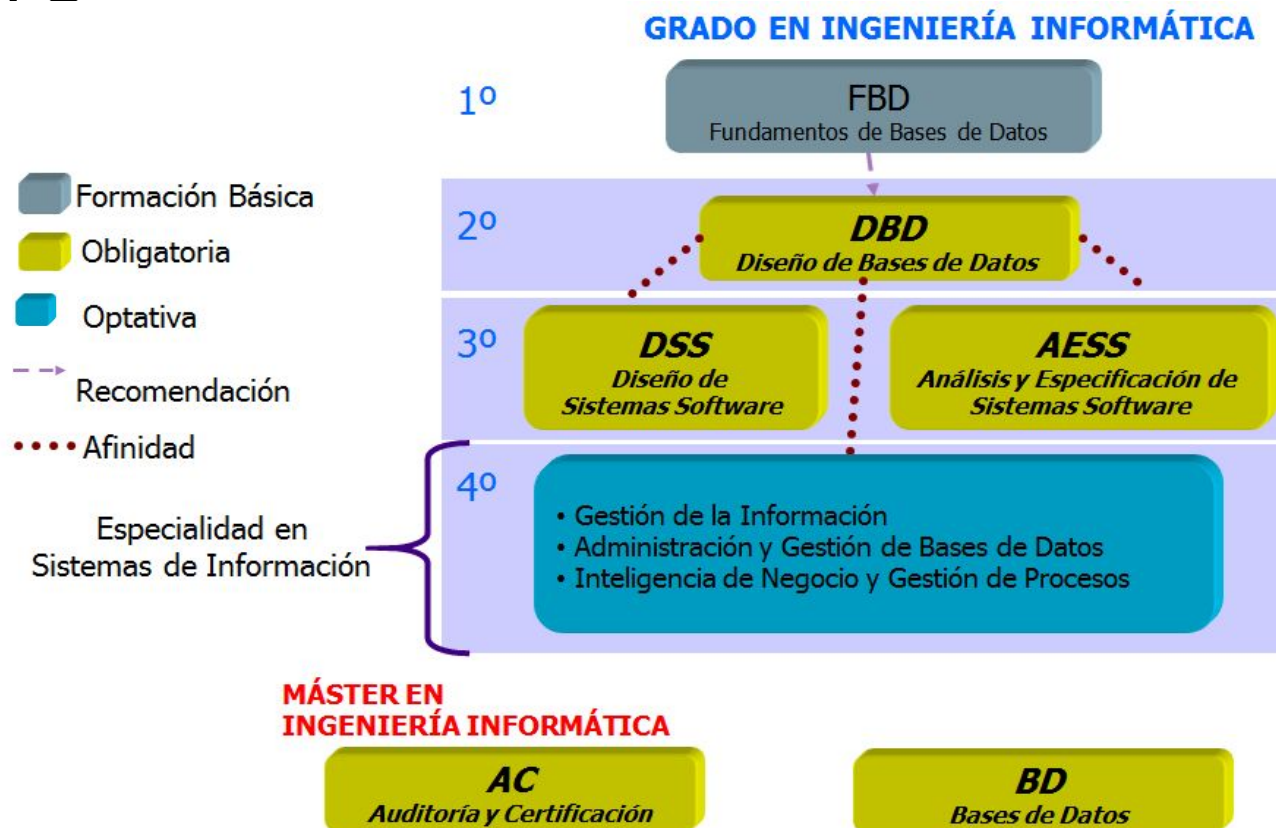 GRADO EN INGENIERÍA INFORMÁTICA
1º
FBD
Fundamentos de Bases de Datos
Formación Básica
Obligatoria
Optativa
Recomendación
Afinidad
2º
DBD
Diseño de Bases de Datos
3º
DSS
Diseño de
Sistemas Software
AESS
Análisis y Especificación de
Sistemas Software
Especialidad en
Sistemas de Información
4º
• Gestión de la Información
• Administración y Gestión de Bases de Datos
• Inteligencia de Negocio y Gestión de Procesos
MÁSTER EN
INGENIERÍA INFORMÁTICA
AC
Auditoría y Certificación
BD
Bases de Datos